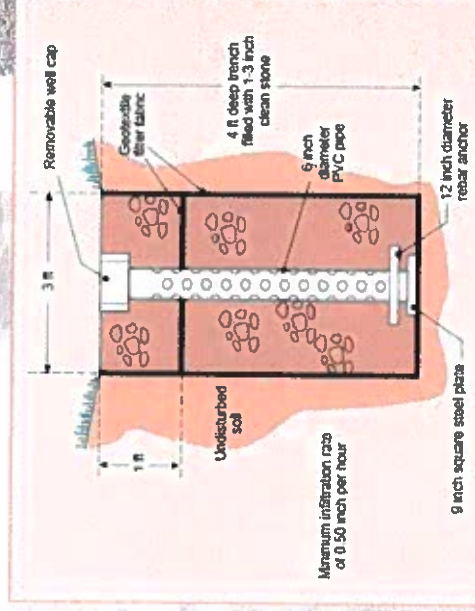 Removable well cap
3 ft
Geotextile
filter fabric
1 ft
4 ft deep trench
filled with 1-3 inch
clean stone
Undisturbed
soil
6 inch
diameter
PVC pipe
Minimum infiltration rate
of 0.50 inch per hour
12 inch diameter
rebar anchor
9 inch square steel plate